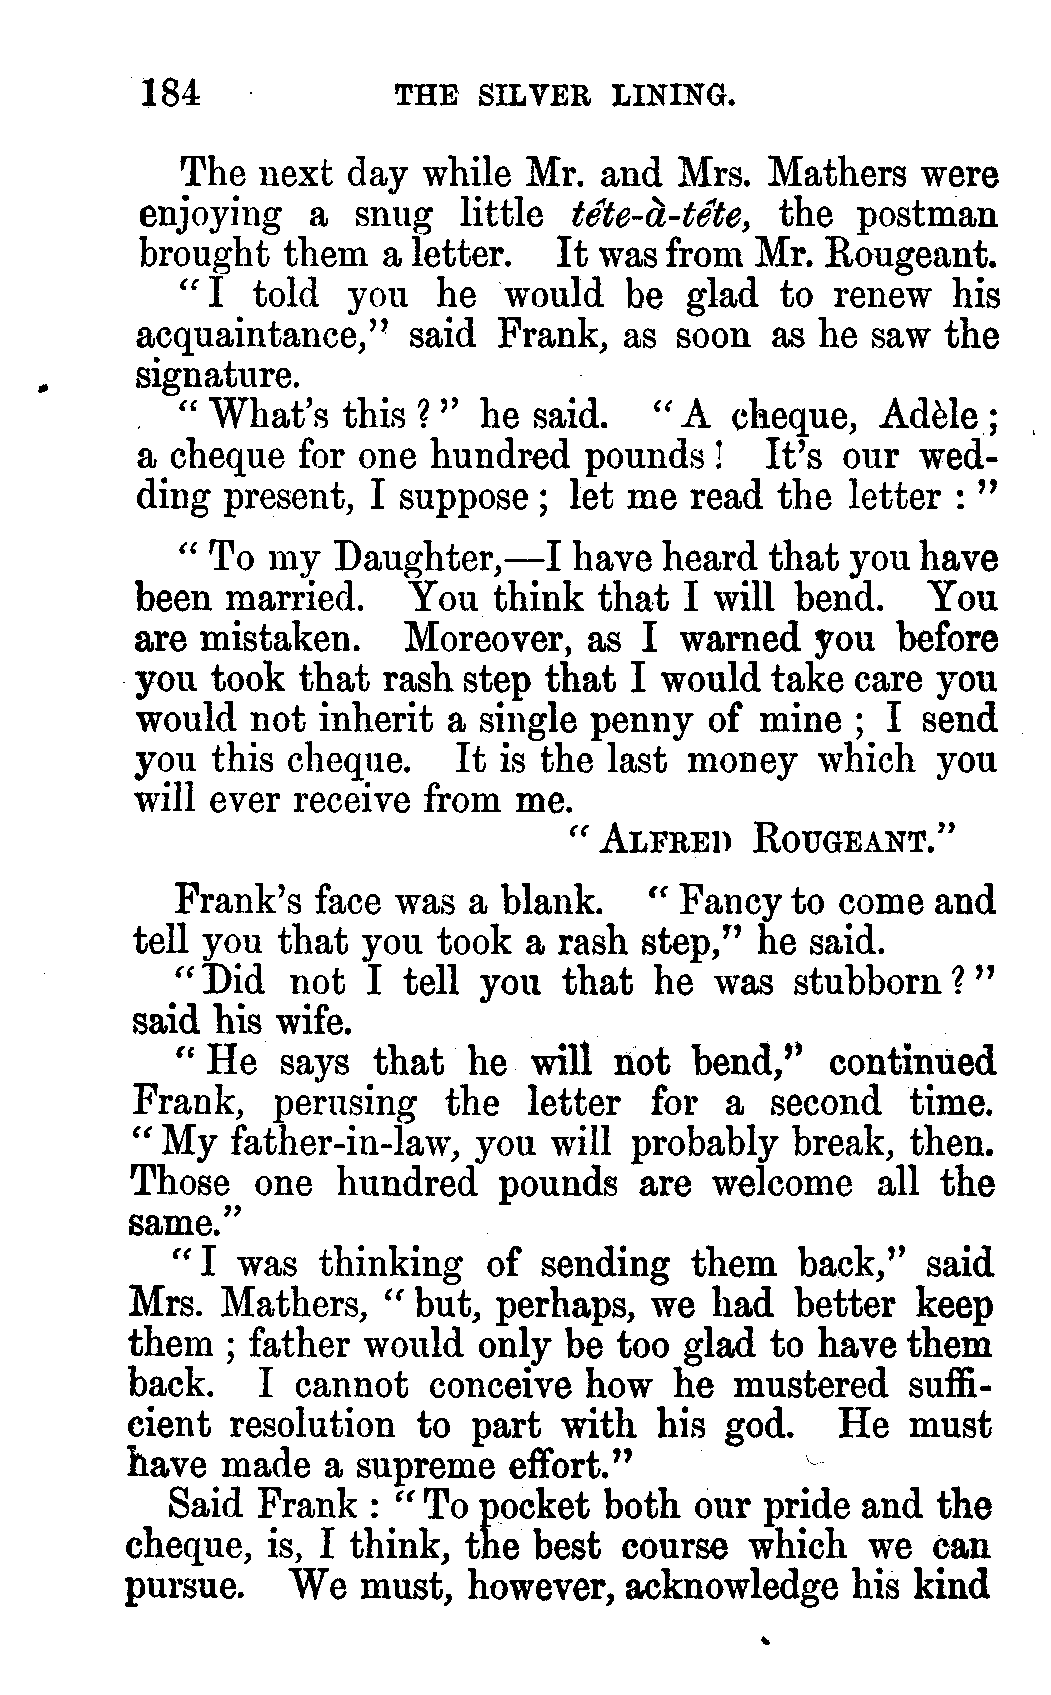 184 THE SILVER LINING.
The next day while Mr. and Mrs. Mathers were
enjoying a snug little tête-à-tête, the postman
brought them a letter. It was from Mr. Rougeant.
"I told you he would be glad to renew his
acquaintance," said Frank, as soon as he saw the
signature.
"What's this?" he said. "A cheque, Adèle;
a cheque for one hundred pounds! It's our wed-
ding present, I suppose; let me read the letter:"
"To my Daughter,—I have heard that you have
been married. You think that I will bend. You
are mistaken. Moreover, as I warned you before
you took that rash step that I would take care you
would not inherit a single penny of mine; I send
you this cheque. It is the last money which you
will ever receive from me.
"ALFRED ROUGEANT."
Frank's face was a blank. "Fancy to come and
tell you that you took a rash step," he said.
"Did not I tell you that he was stubborn?"
said his wife.
"He says that he will not bend," continued
Frank, perusing the letter for a second time.
"My father-in-law, you will probably break, then.
Those one hundred pounds are welcome all the
same."
"I was thinking of sending them back," said
Mrs. Mathers, "but, perhaps, we had better keep
them; father would only be too glad to have them
back. I cannot conceive how he mustered suffi-
cient resolution to part with his god. He must
have made a supreme effort."
Said Frank: "To pocket both our pride and the
cheque, is, I think, the best course which we can
pursue. We must, however, acknowledge his kind